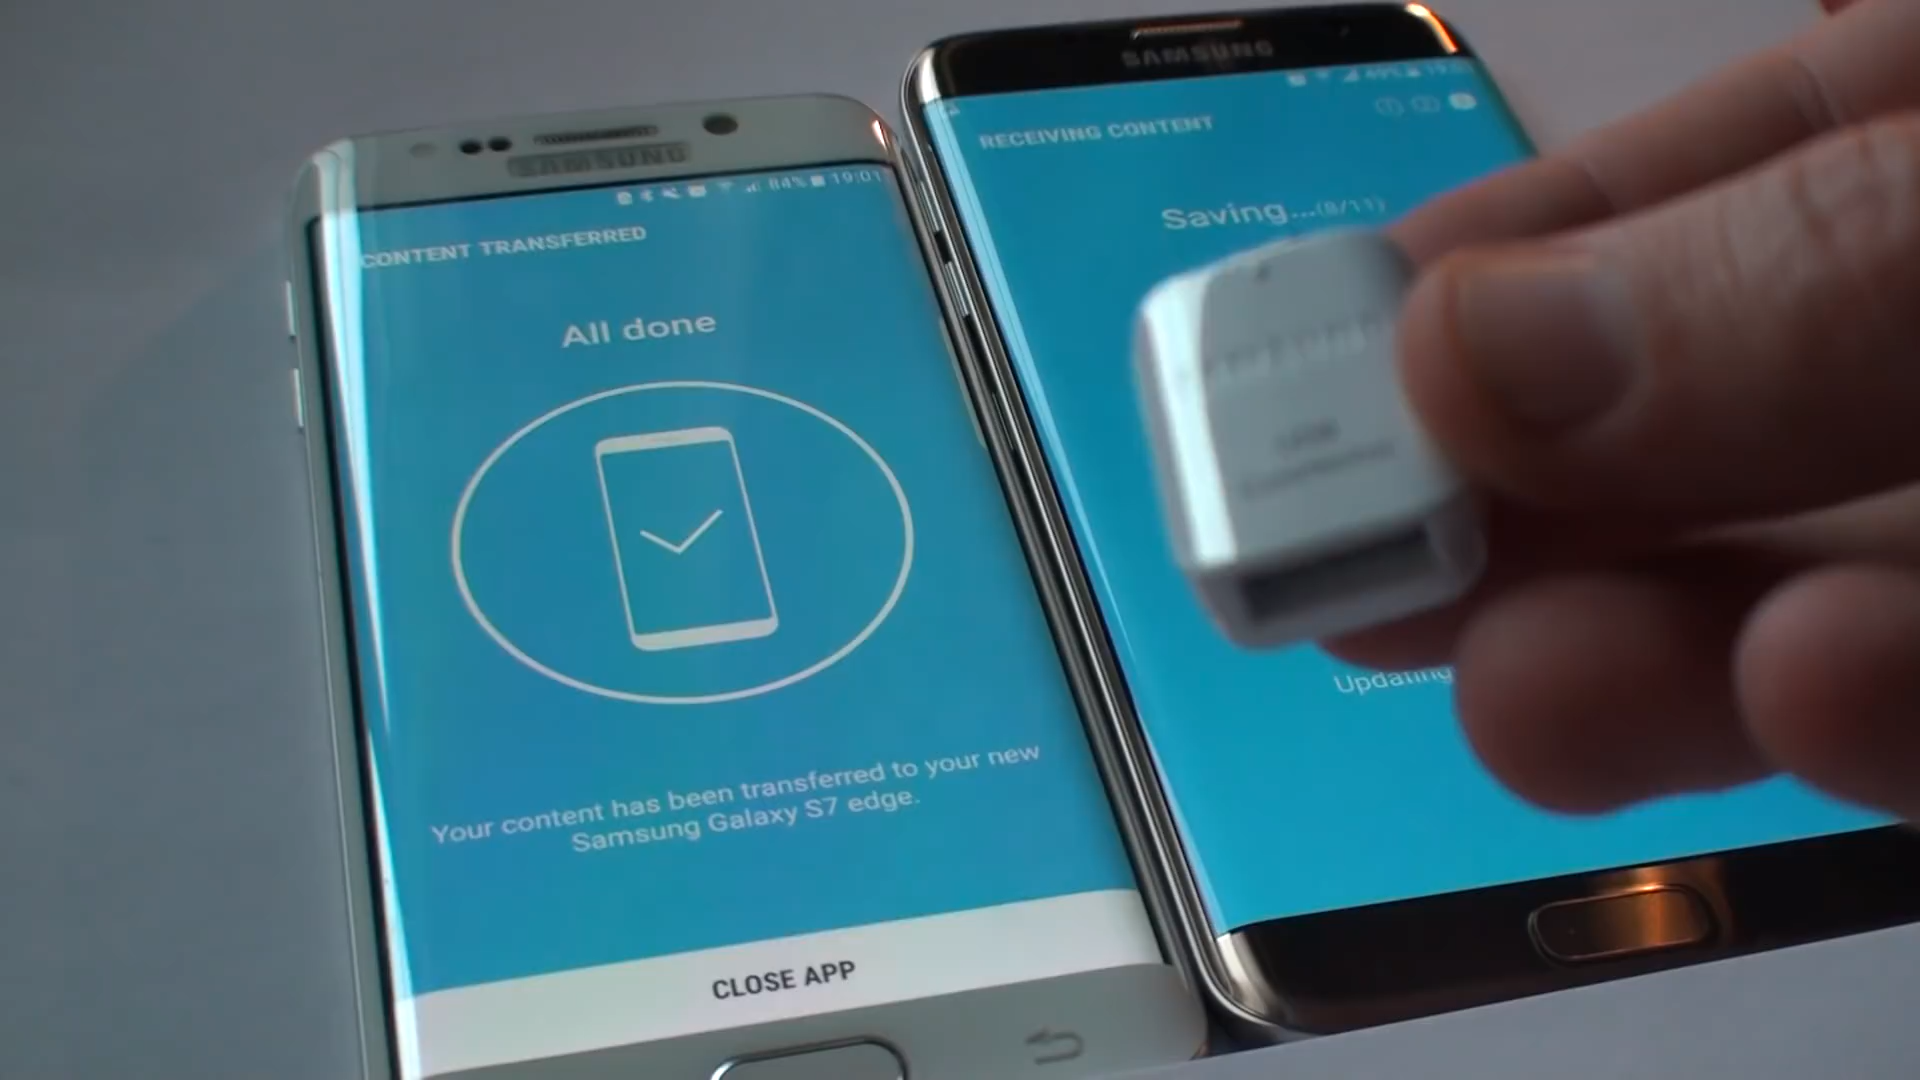 SAMSUNG
84% 19:01
CONTENT TRANSFERRED
All done
Your content has been transferred to your new
Samsung Galaxy S7 edge.
CLOSE APP
SAMSUNG
RECEIVING CONTENT
Saving...(8/11)
Updating